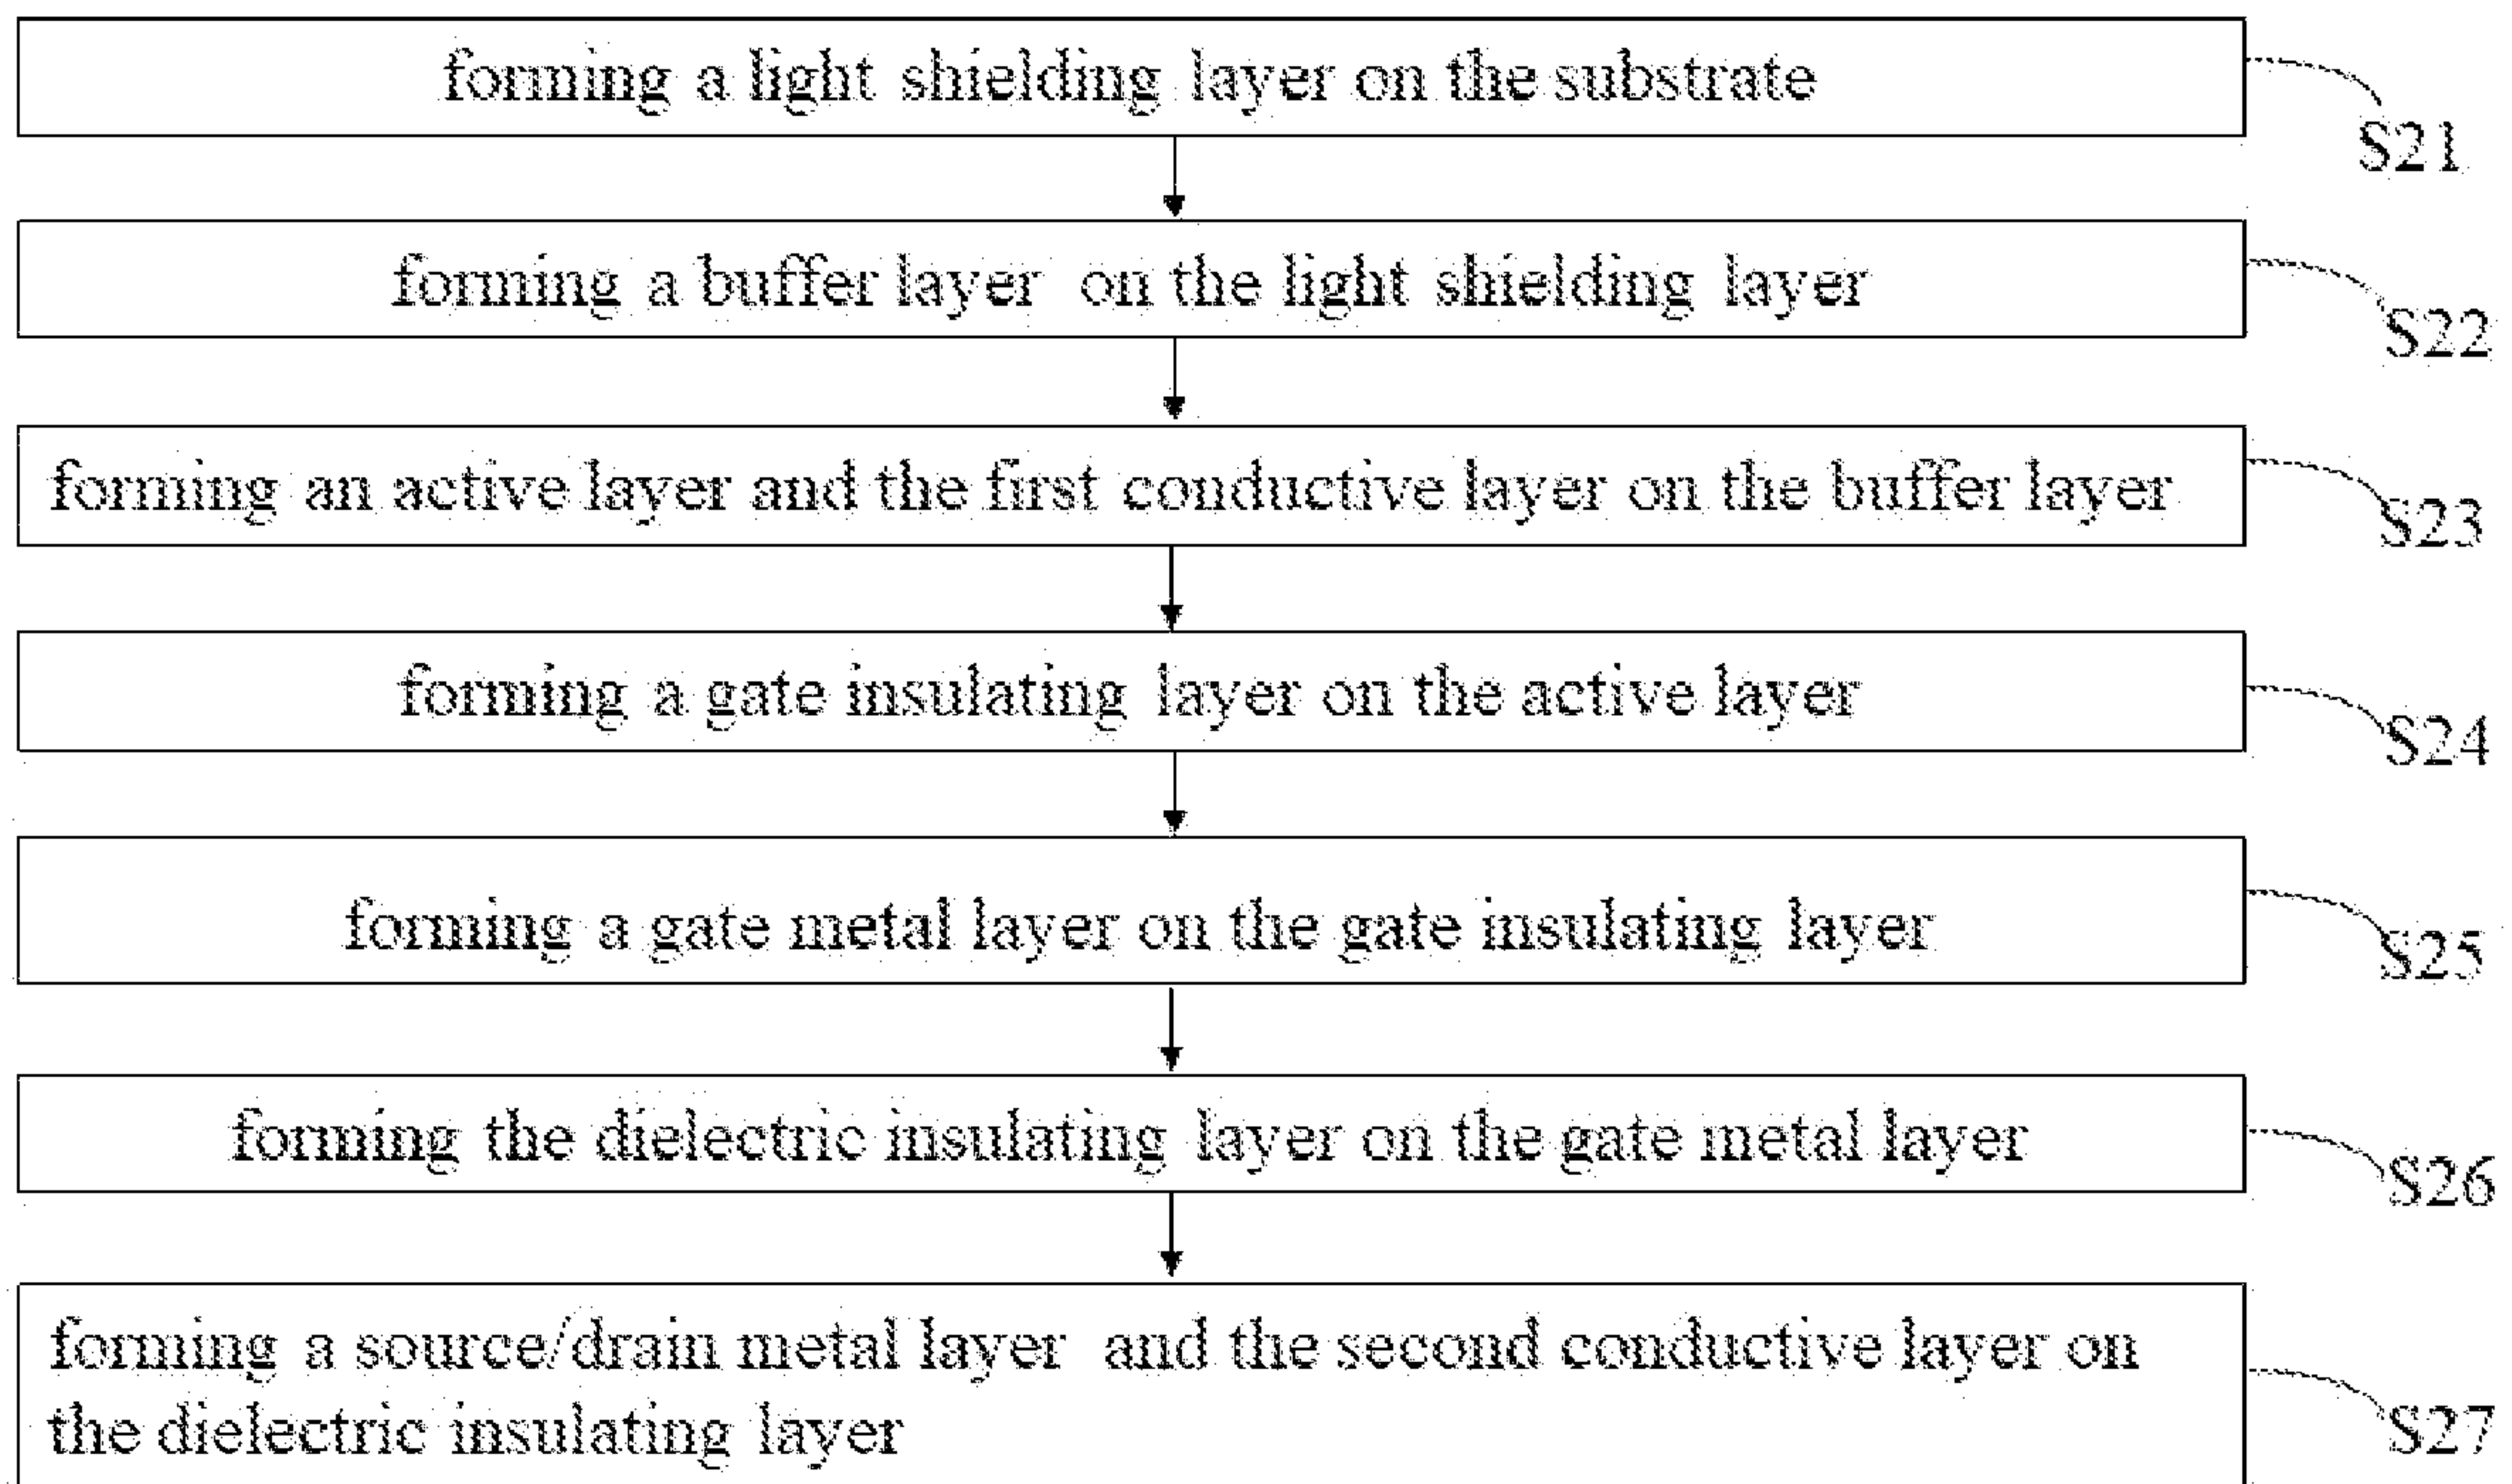 forming a light shielding layer on the substrate
S21
forming a buffer layer on the light shielding layer
S22
forming an active layer and the first conductive layer on the buffer layer
S23
forming a gate insulating layer on the active layer
S24
forming a gate metal layer on the gate insulating layer
S25
forming the dielectric insulating layer on the gate metal layer
S26
forming a source/drain metal layer and the second conductive layer on
the dielectric insulating layer
S27